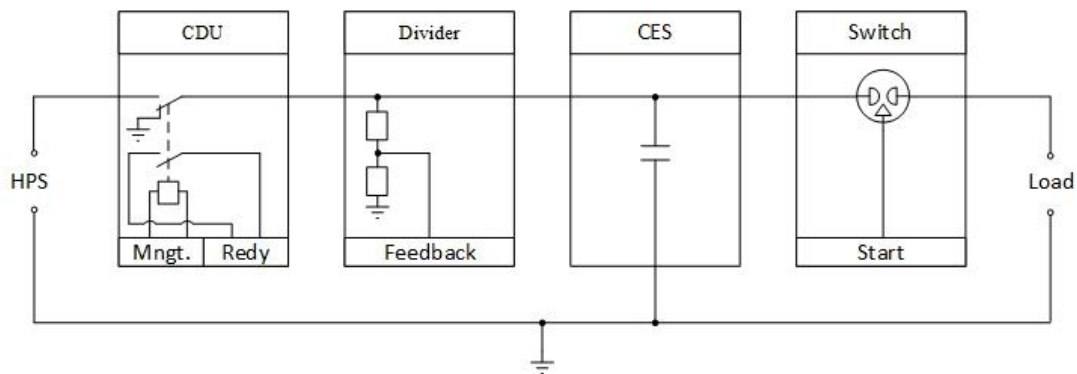 CDU
Divider
CES
Switch
HPS
Load
Mngt.
Redy
Feedback
Start